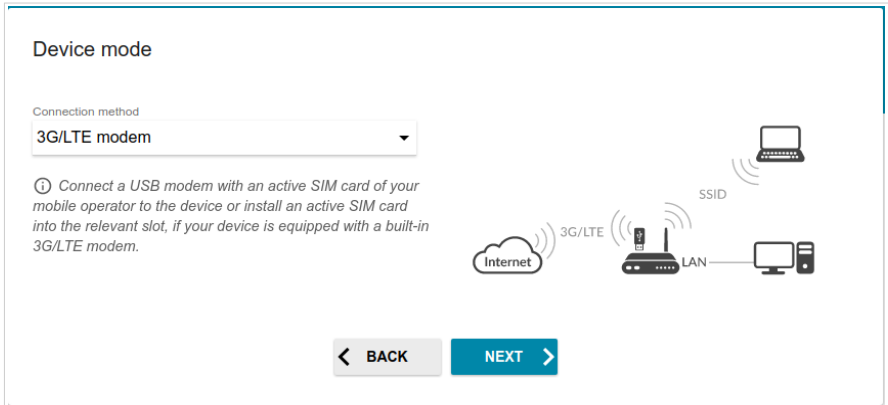 Device mode
Connection method
3G/LTE modem
Connect a USB modem with an active SIM card of your
mobile operator to the device or install an active SIM card
into the relevant slot, if your device is equipped with a built-in
3G/LTE modem.
SSID
3G/LTE
Internet
LAN
BACK
NEXT